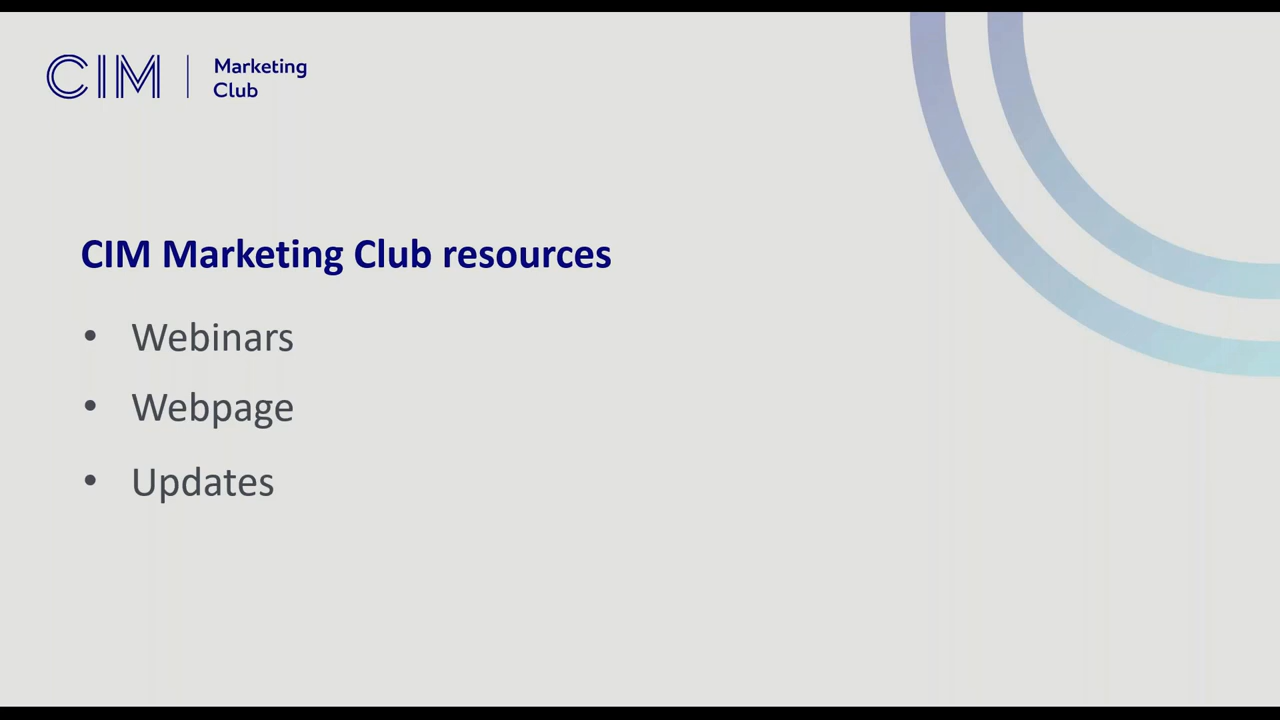 CIM
Marketing
Club
CIM Marketing Club resources
• Webinars
• Webpage
• Updates